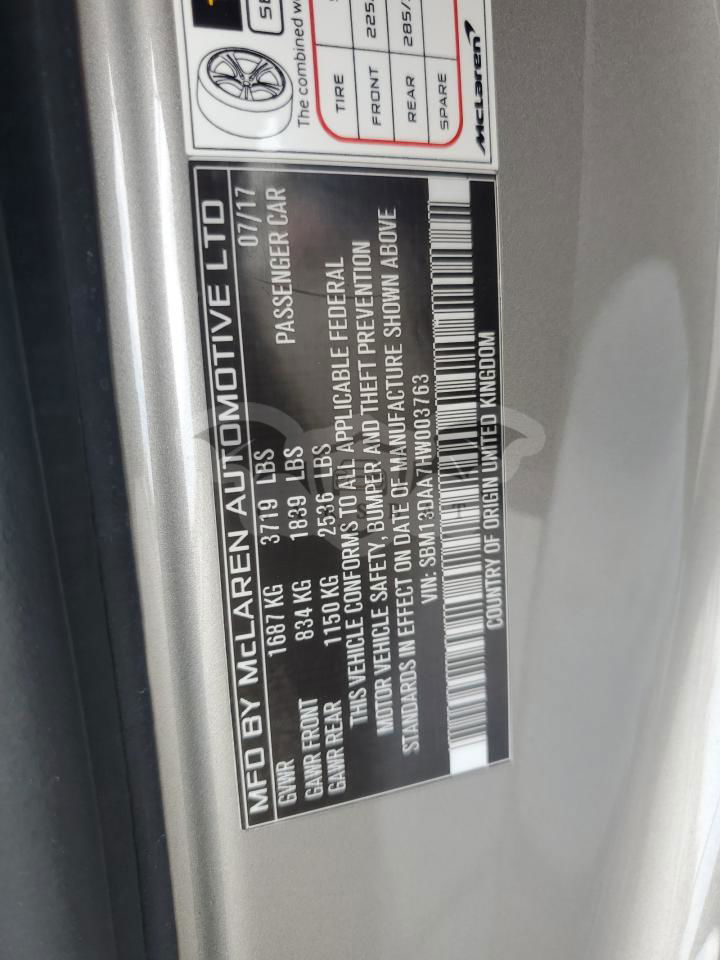 MFD BY McLAREN AUTOMOTIVE LTD
07/17
GVWR 1687 KG 3719 LBS PASSENGER CAR
GAWR FRONT 834 KG 1839 LBS
GAWR REAR 1150 KG 2536 LBS
THIS VEHICLE CONFORMS TO ALL APPLICABLE FEDERAL
MOTOR VEHICLE SAFETY, BUMPER AND THEFT PREVENTION
STANDARDS IN EFFECT ON DATE OF MANUFACTURE SHOWN ABOVE
VIN: SBM13DAA7HW003763
COUNTRY OF ORIGIN UNITED KINGDOM
The combined
TIRE
FRONT 225
REAR 285/
SPARE
McLaren